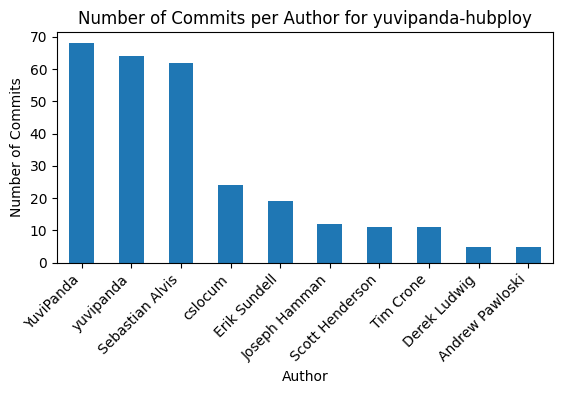 Number of Commits per Author for yuvipanda-hubploy
Number of Commits
70
60
50
40
30
20
10
0
YuviPanda
yuvipanda
Sebastian Alvis
cslocum
Erik Sundell
Joseph Hamman
Scott Henderson
Tim Crone
Derek Ludwig
Andrew Pawloski
Author